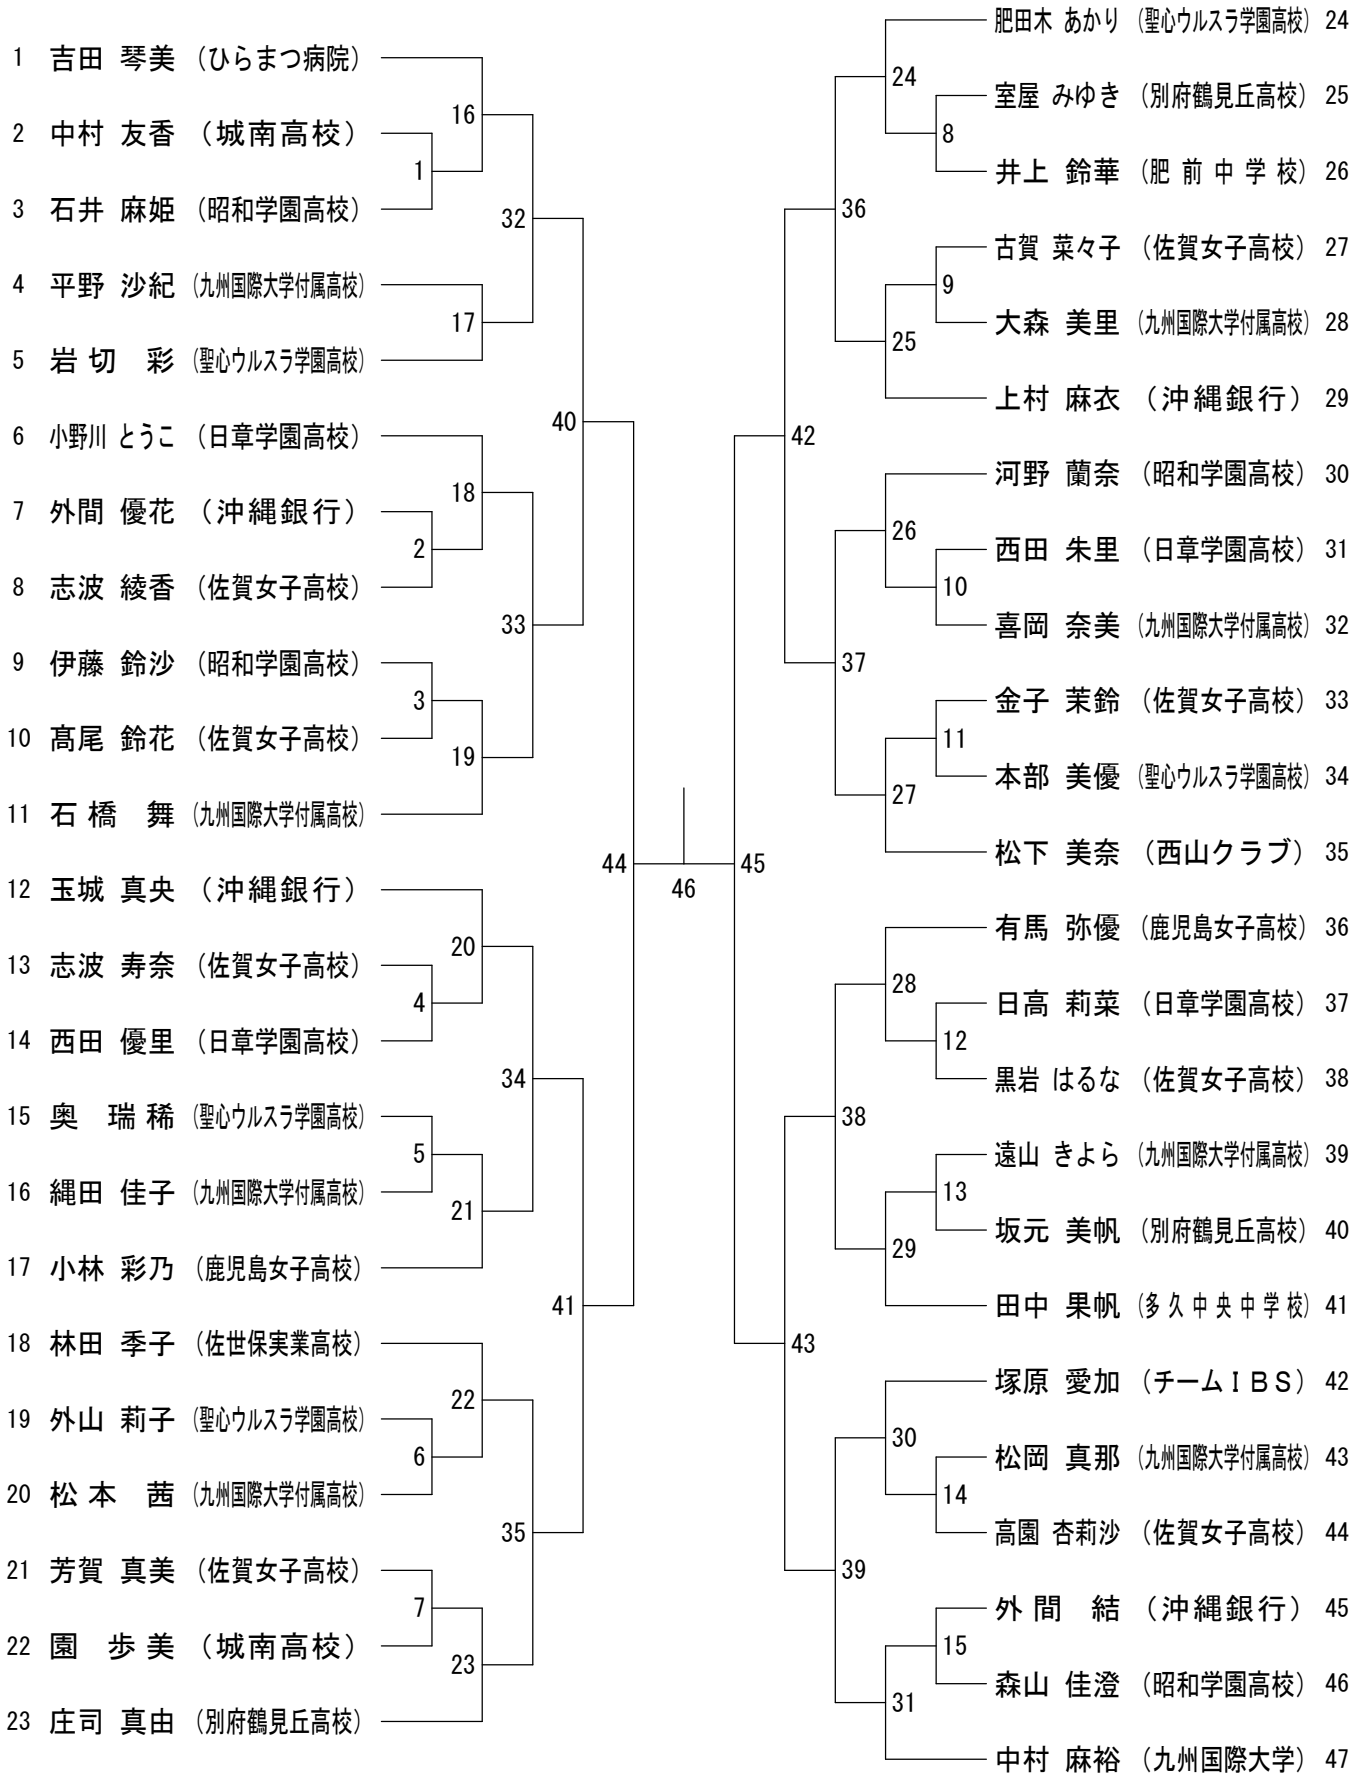 1 吉田 琴美 (ひらまつ病院)
2 中村 友香 (城南高校)
3 石井 麻姫 (昭和学園高校)
4 平野 沙紀 (九州国際大学付属高校)
5 岩切 彩 (聖心ウルスラ学園高校)
6 小野川 とうこ (日章学園高校)
7 外間 優花 (沖縄銀行)
8 志波 綾香 (佐賀女子高校)
9 伊藤 鈴沙 (昭和学園高校)
10 髙尾 鈴花 (佐賀女子高校)
11 石橋 舞 (九州国際大学付属高校)
12 玉城 真央 (沖縄銀行)
13 志波 寿奈 (佐賀女子高校)
14 西田 優里 (日章学園高校)
15 奥 瑞稀 (聖心ウルスラ学園高校)
16 縄田 佳子 (九州国際大学付属高校)
17 小林 彩乃 (鹿児島女子高校)
18 林田 季子 (佐世保実業高校)
19 外山 莉子 (聖心ウルスラ学園高校)
20 松本 茜 (九州国際大学付属高校)
21 芳賀 真美 (佐賀女子高校)
22 園 歩美 (城南高校)
23 庄司 真由 (別府鶴見丘高校)
1
2
3
4
5
6
7
16
17
18
19
20
21
22
23
32
33
34
35
40
41
44
46
45
42
43
36
37
38
39
24
25
26
27
28
29
30
31
8
9
10
11
12
13
14
15
肥田木 あかり (聖心ウルスラ学園高校) 24
室屋 みゆき (別府鶴見丘高校) 25
井上 鈴華 (肥前中学校) 26
古賀 菜々子 (佐賀女子高校) 27
大森 美里 (九州国際大学付属高校) 28
上村 麻衣 (沖縄銀行) 29
河野 蘭奈 (昭和学園高校) 30
西田 朱里 (日章学園高校) 31
喜岡 奈美 (九州国際大学付属高校) 32
金子 茉鈴 (佐賀女子高校) 33
本部 美優 (聖心ウルスラ学園高校) 34
松下 美奈 (西山クラブ) 35
有馬 弥優 (鹿児島女子高校) 36
日高 莉菜 (日章学園高校) 37
黒岩 はるな (佐賀女子高校) 38
遠山 きよら (九州国際大学付属高校) 39
坂元 美帆 (別府鶴見丘高校) 40
田中 果帆 (多久中央中学校) 41
塚原 愛加 (チームIBS) 42
松岡 真那 (九州国際大学付属高校) 43
高園 杏莉沙 (佐賀女子高校) 44
外間 結 (沖縄銀行) 45
森山 佳澄 (昭和学園高校) 46
中村 麻裕 (九州国際大学) 47